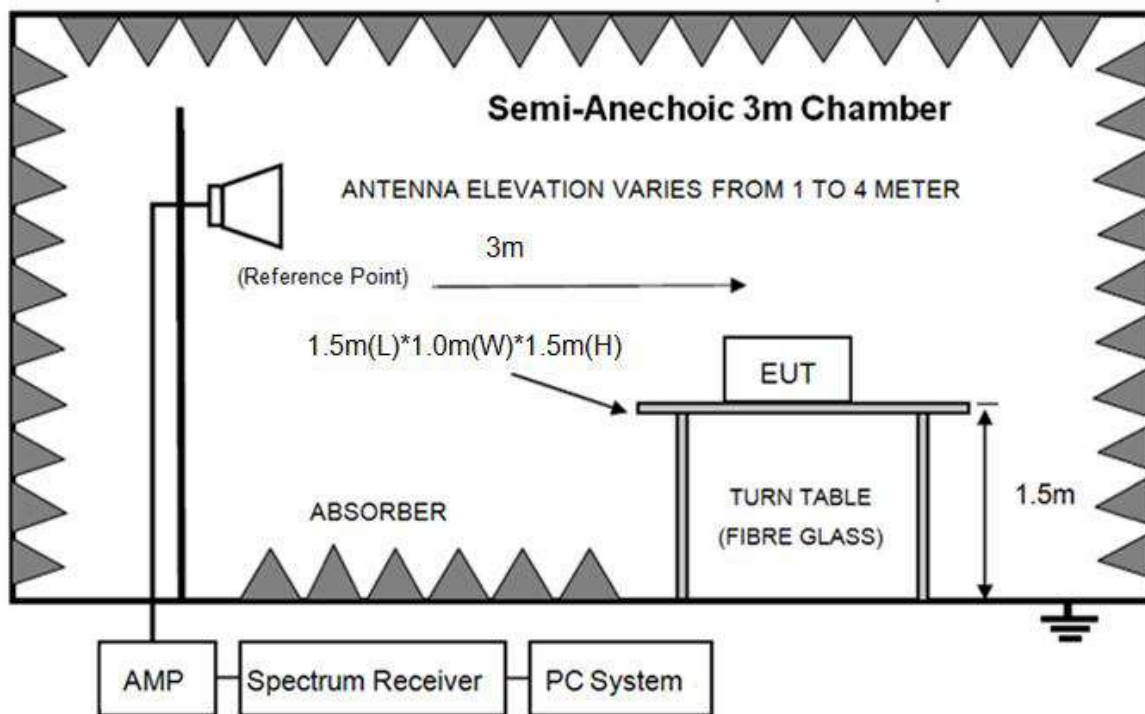 Semi-Anechoic 3m Chamber
ANTENNA ELEVATION VARIES FROM 1 TO 4 METER
3m
(Reference Point)
1.5m(L)*1.0m(W)*1.5m(H)
EUT
1.5m
TURN TABLE
(FIBRE GLASS)
ABSORBER
AMP
Spectrum Receiver
PC System